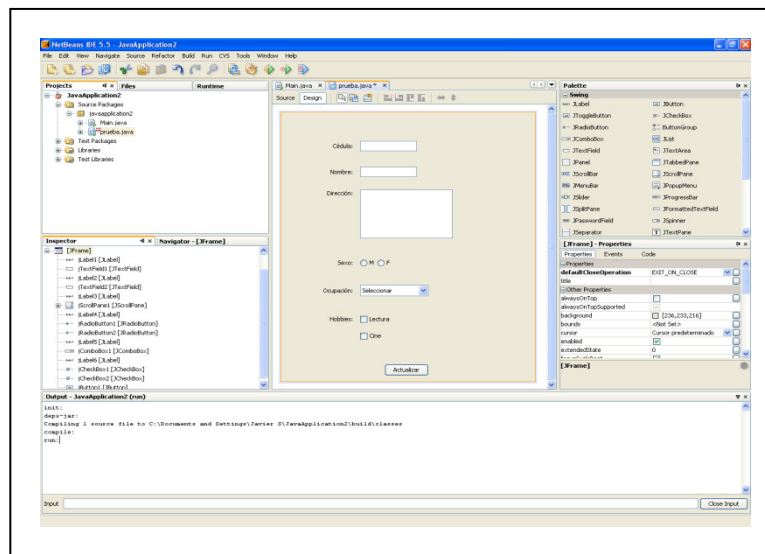 NetBeans IDE 5.5 - JavaApplication2
File Edit View Navigate Source Refactor Build Run CVS Tools Window Help
Projects Files Runtime
JavaApplication2
Source Packages
javaapplication2
Main.java
prueba.java
Test Packages
Libraries
Test Libraries
Inspector Navigator - [JFrame]
[JFrame]
jLabel1 [JLabel]
jTextField1 [JTextField]
jLabel2 [JLabel]
jTextField2 [JTextField]
jLabel3 [JLabel]
jScrollPane1 [JScrollPane]
jLabel4 [JLabel]
jRadioButton1 [JRadioButton]
jRadioButton2 [JRadioButton]
jLabel5 [JLabel]
jComboBox1 [JComboBox]
jLabel6 [JLabel]
jCheckBox1 [JCheckBox]
jCheckBox2 [JCheckBox]
jButton1 [JButton]
Main.java prueba.java *
Source Design
Cédula:
Nombre:
Dirección:
Sexo: M F
Ocupación: Seleccionar
Hobbies: Lectura
Cine
Actualizar
Palette
Swing
JLabel JButton
JToggleButton JCheckBox
JRadioButton ButtonGroup
JComboBox JList
JTextField JTextArea
JPanel JTabbedPane
JScrollBar JScrollPane
JMenuBar JPopupMenu
JSlider JProgressBar
JSplitPane JFormattedTextField
JPasswordField JSpinner
JSeparator JTextPane
[JFrame] - Properties
Properties Events Code
Properties
defaultCloseOperation EXIT_ON_CLOSE
title
Other Properties
alwaysOnTop
alwaysOnTopSupported
background [236,233,216]
bounds <Not Set>
cursor Cursor predeterminado
enabled
extendedState 0
[JFrame]
Output - JavaApplication2 (run)
init:
deps-jar:
Compiling 1 source file to C:\Documents and Settings\Javier S\JavaApplication2\build\classes
compile:
run:
Input Close Input